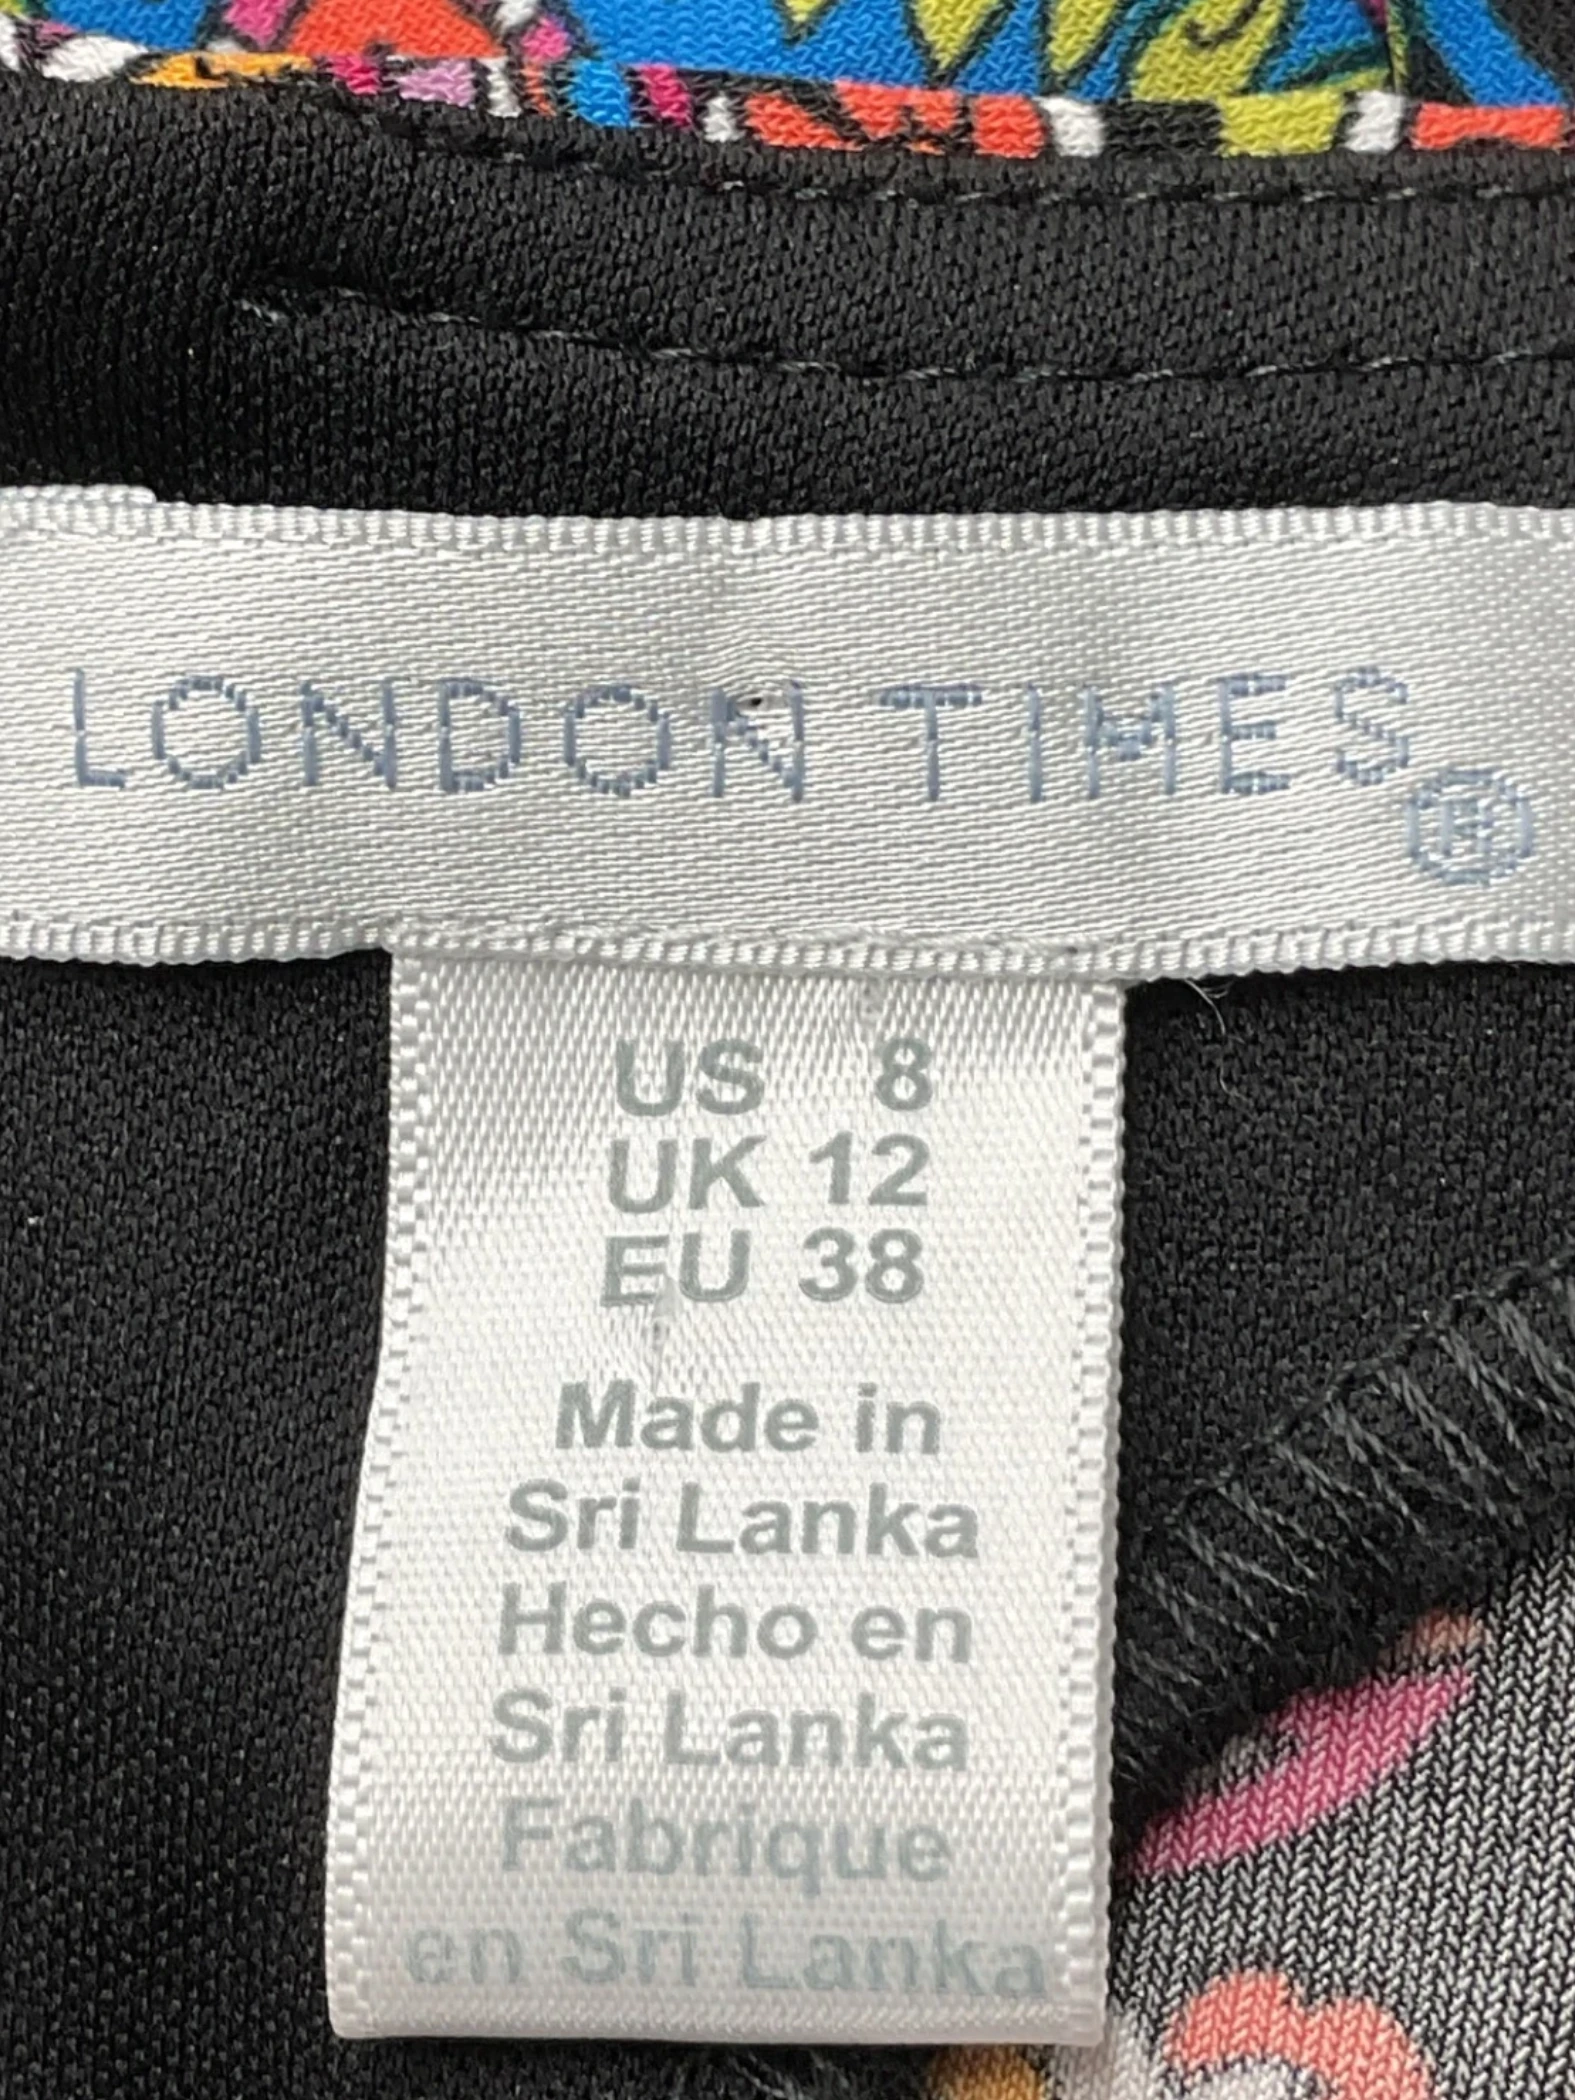 LONDON TIMES®
US 8
UK 12
EU 38
Made in
Sri Lanka
Hecho en
Sri Lanka
Fabrique
en Sri Lanka